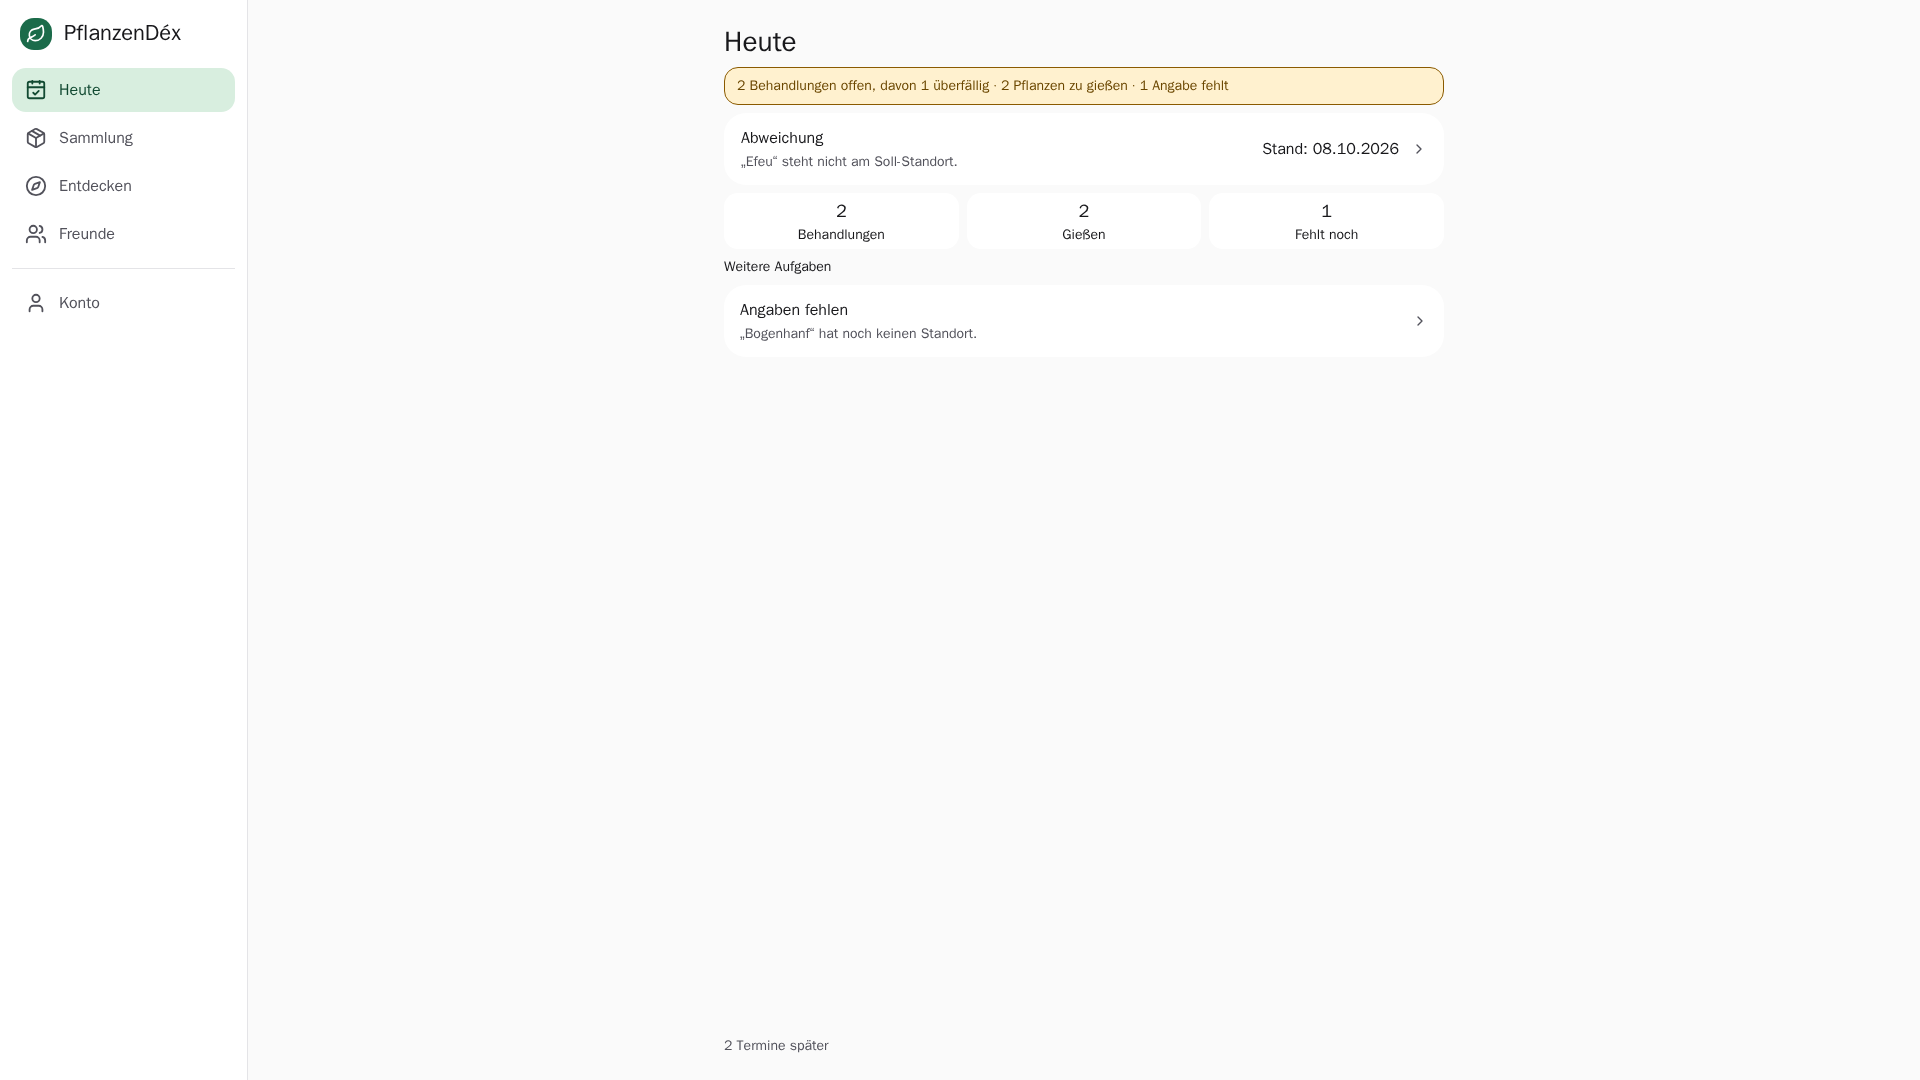 PflanzenDéx
Heute
Sammlung
Entdecken
Freunde
Konto
Heute
2 Behandlungen offen, davon 1 überfällig · 2 Pflanzen zu gießen · 1 Angabe fehlt
Abweichung
„Efeu“ steht nicht am Soll-Standort.
Stand: 08.10.2026
2
Behandlungen
2
Gießen
1
Fehlt noch
Weitere Aufgaben
Angaben fehlen
„Bogenhanf“ hat noch keinen Standort.
2 Termine später